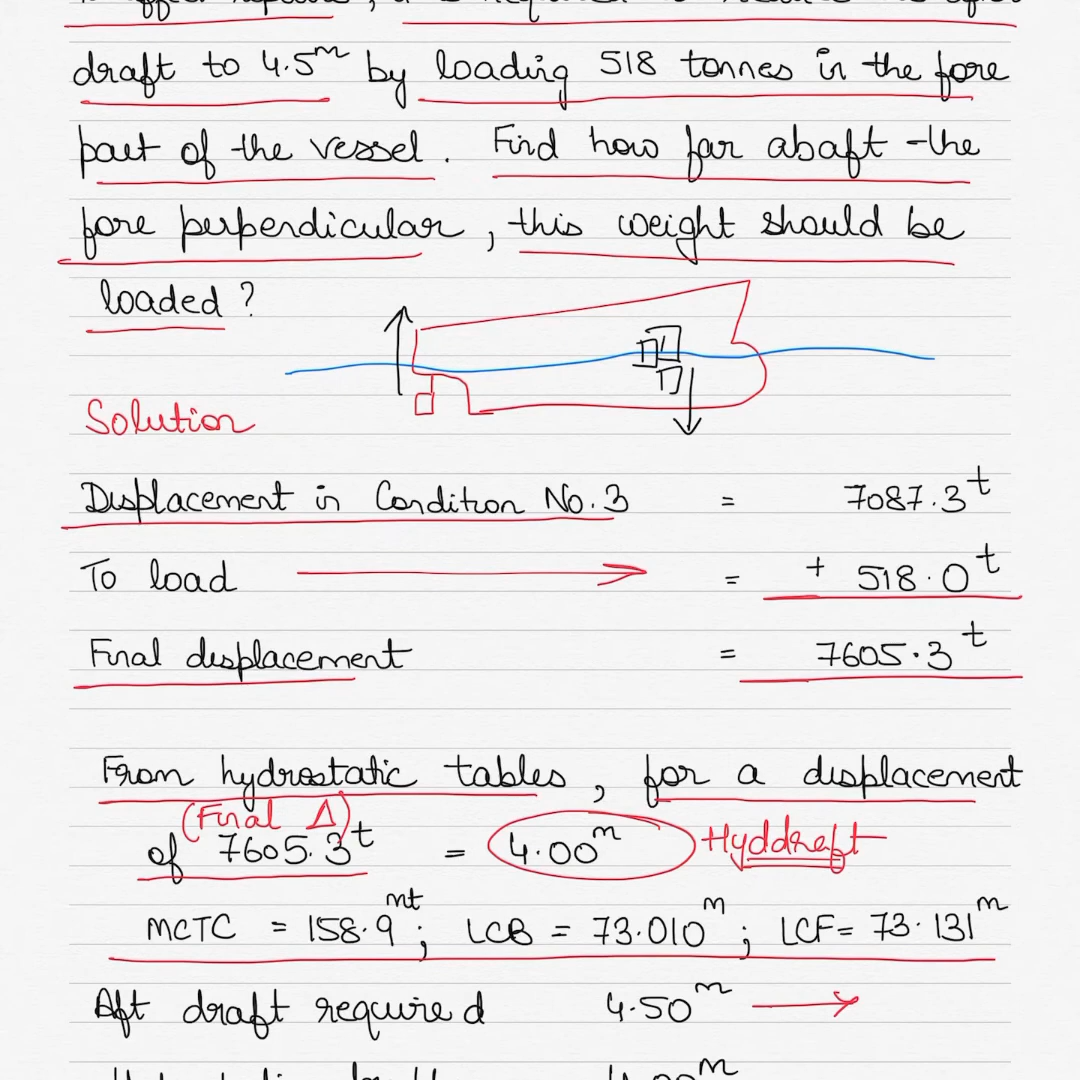 draft to 4.5m by loading 518 tonnes in the fore
part of the vessel. Find how far abaft the
fore perpendicular, this weight should be
loaded?
Solution
Displacement in Condition No.3 = 7087.3t
To load = + 518.0t
Final displacement = 7605.3t
From hydrostatic tables, for a displacement
(Final Δ)
of 7605.3t = 4.00m Hyddraft
MCTC = 158.9mt; LCB = 73.010m; LCF = 73.131m
Aft draft required 4.50m